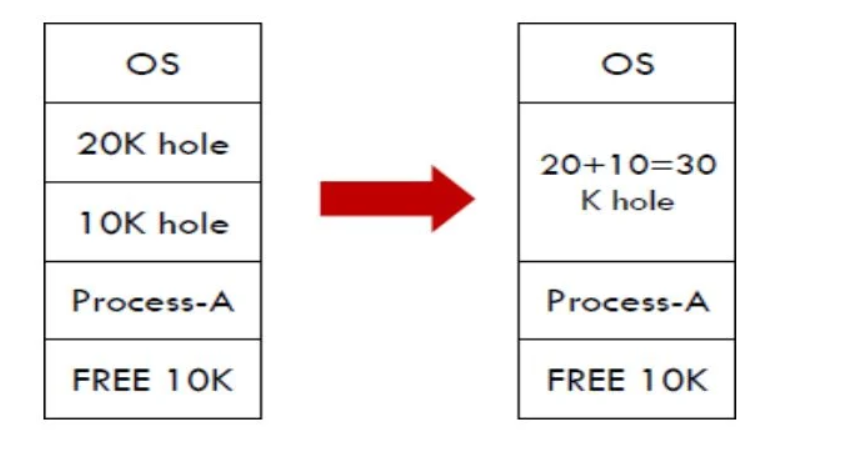 OS
20K hole
10K hole
Process-A
FREE 10K
OS
20+10=30
K hole
Process-A
FREE 10K